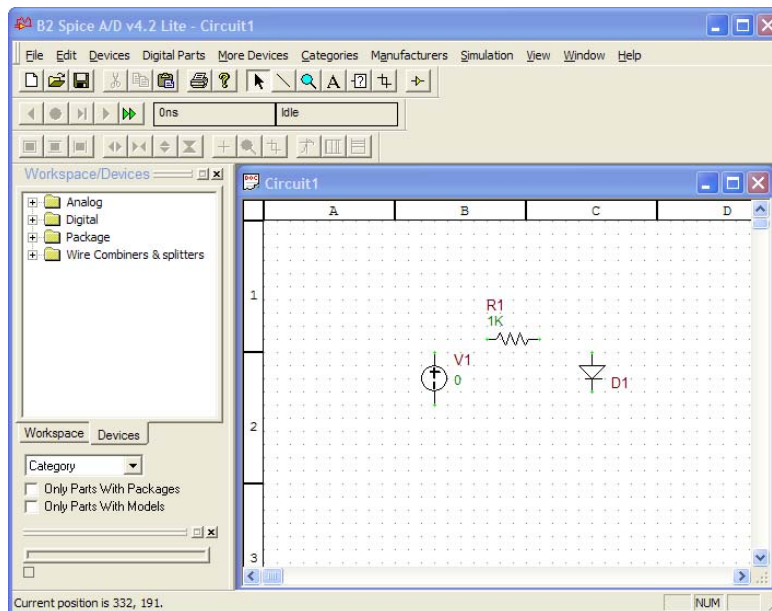 B2 Spice A/D v4.2 Lite - Circuit1
File Edit Devices Digital Parts More Devices Categories Manufacturers Simulation View Window Help
A
0ns Idle
Workspace/Devices
Analog
Digital
Package
Wire Combiners & splitters
Workspace Devices
Category
Only Parts With Packages
Only Parts With Models
Circuit1
A B C D
1
R1
1K
V1
0
D1
2
3
Current position is 332, 191.
NUM